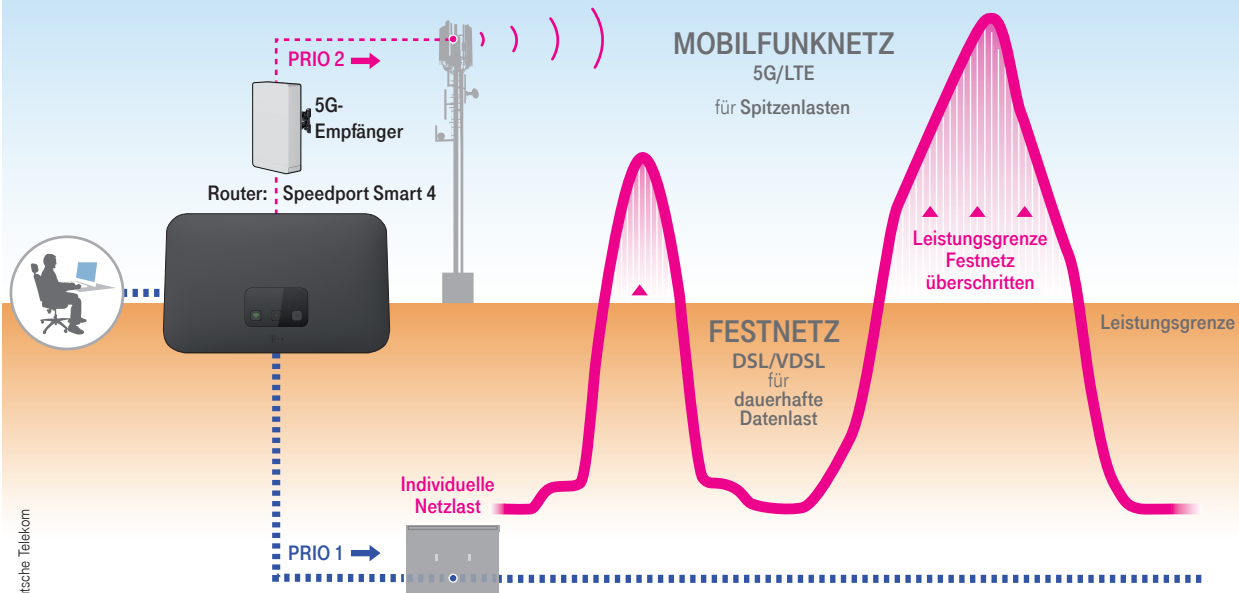 PRIO 2
5G-
Empfänger
Router: Speedport Smart 4
MOBILFUNKNETZ
5G/LTE
für Spitzenlasten
Leistungsgrenze
Festnetz
überschritten
Leistungsgrenze
FESTNETZ
DSL/VDSL
für
dauerhafte
Datenlast
Individuelle
Netzlast
PRIO 1
Telekom